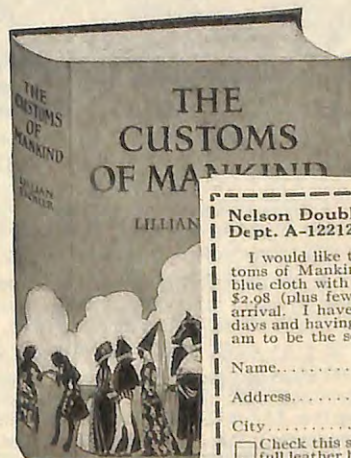 THE
CUSTOMS
OF
MANKIND
LILLIAN
EICHLER
THE
CUSTOMS
OF MANKIND
LILLIAN
Nelson Doubl
Dept. A-12212
I would like t
toms of Mankin
blue cloth with
$2.98 (plus few
arrival. I have
days and having
am to be the s
Name........
Address.......
City..........
Check this s
full leather b